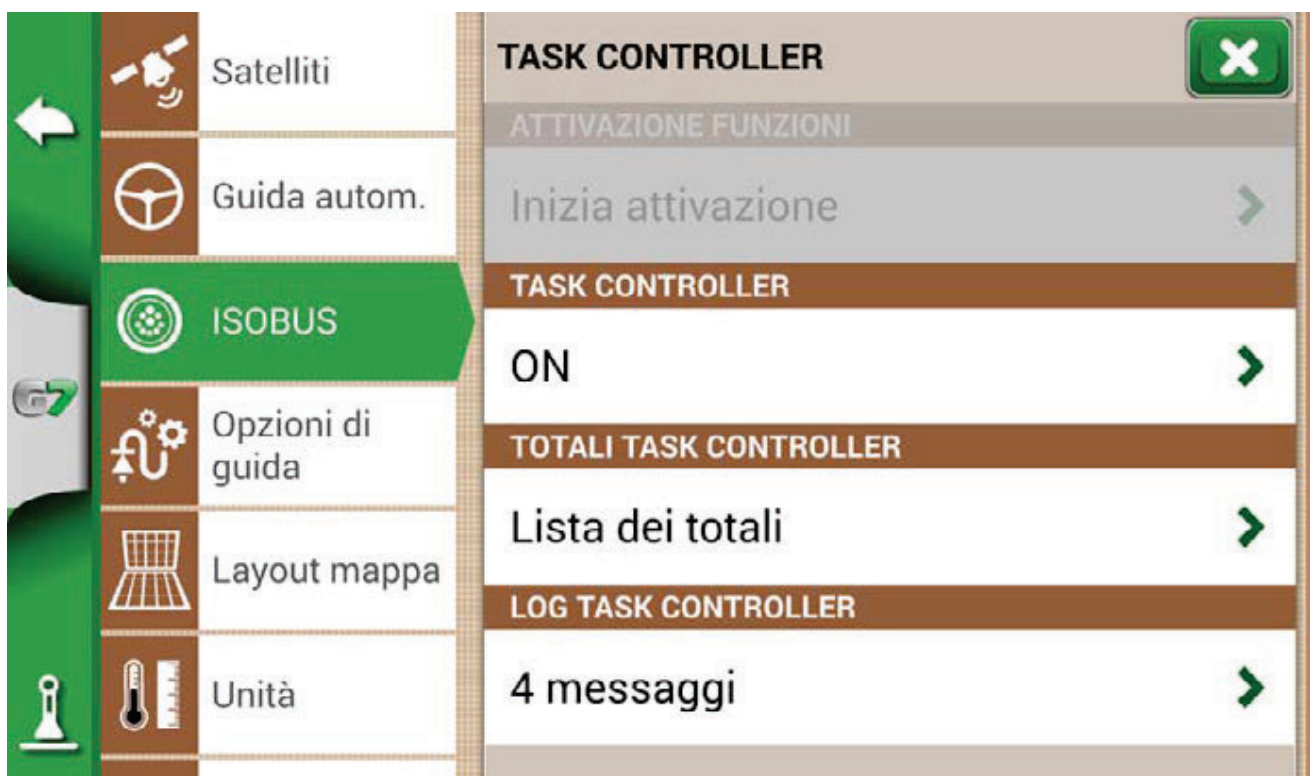 Satelliti
Guida autom.
ISOBUS
Opzioni di
guida
Layout mappa
Unità
G7
TASK CONTROLLER
ATTIVAZIONE FUNZIONI
Inizia attivazione
TASK CONTROLLER
ON
TOTALI TASK CONTROLLER
Lista dei totali
LOG TASK CONTROLLER
4 messaggi